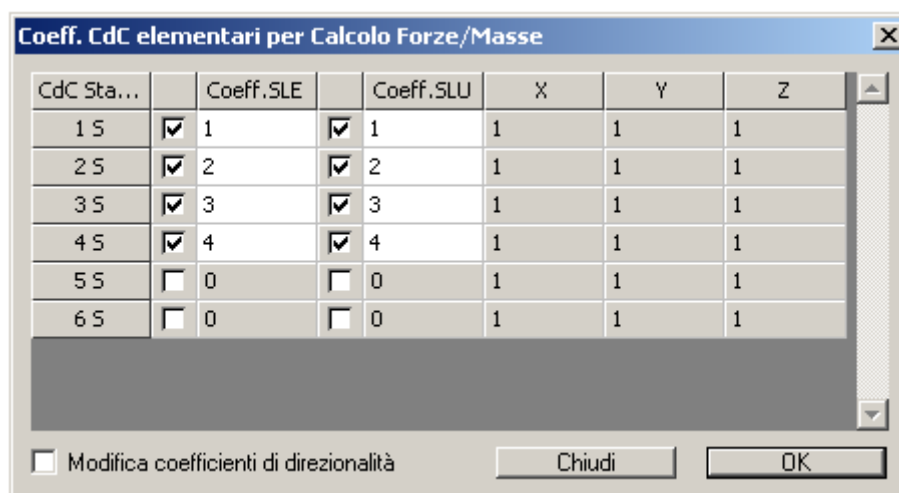 Coeff. CdC elementari per Calcolo Forze/Masse
CdC Sta... Coeff.SLE Coeff.SLU X Y Z
1 S 1 1 1 1 1
2 S 2 2 1 1 1
3 S 3 3 1 1 1
4 S 4 4 1 1 1
5 S 0 0 1 1 1
6 S 0 0 1 1 1
Modifica coefficienti di direzionalità Chiudi OK